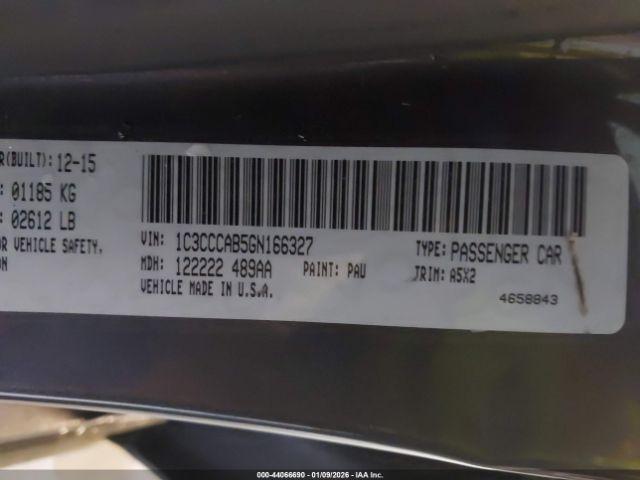 R(BUILT): 12-15
: 01185 KG
: 02612 LB
OR VEHICLE SAFETY,
ON
VIN: 1C3CCCAB5GN166327
TYPE: PASSENGER CAR
MDH: 122222 489AA PAINT: PAU TRIM: A5X2
VEHICLE MADE IN U.S.A.
4658843
000-44066690 - 01/09/2026 - IAA Inc.